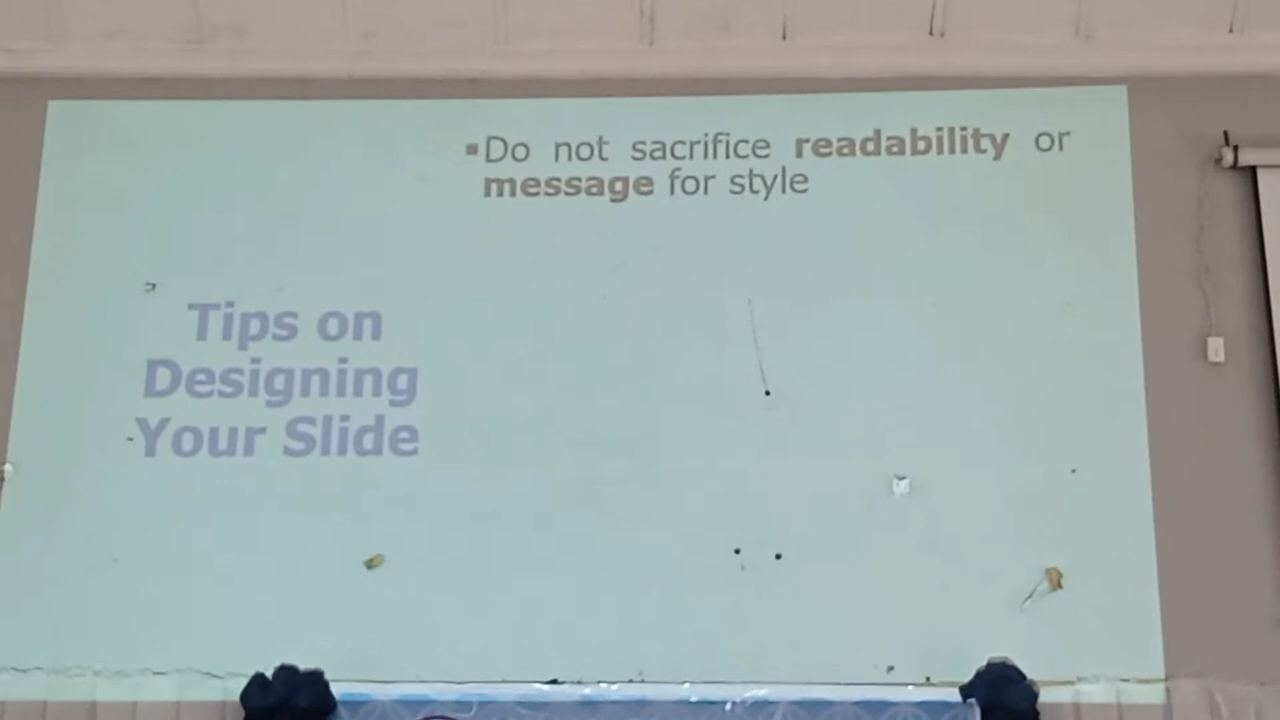 ▪Do not sacrifice readability or
message for style
Tips on
Designing
Your Slide